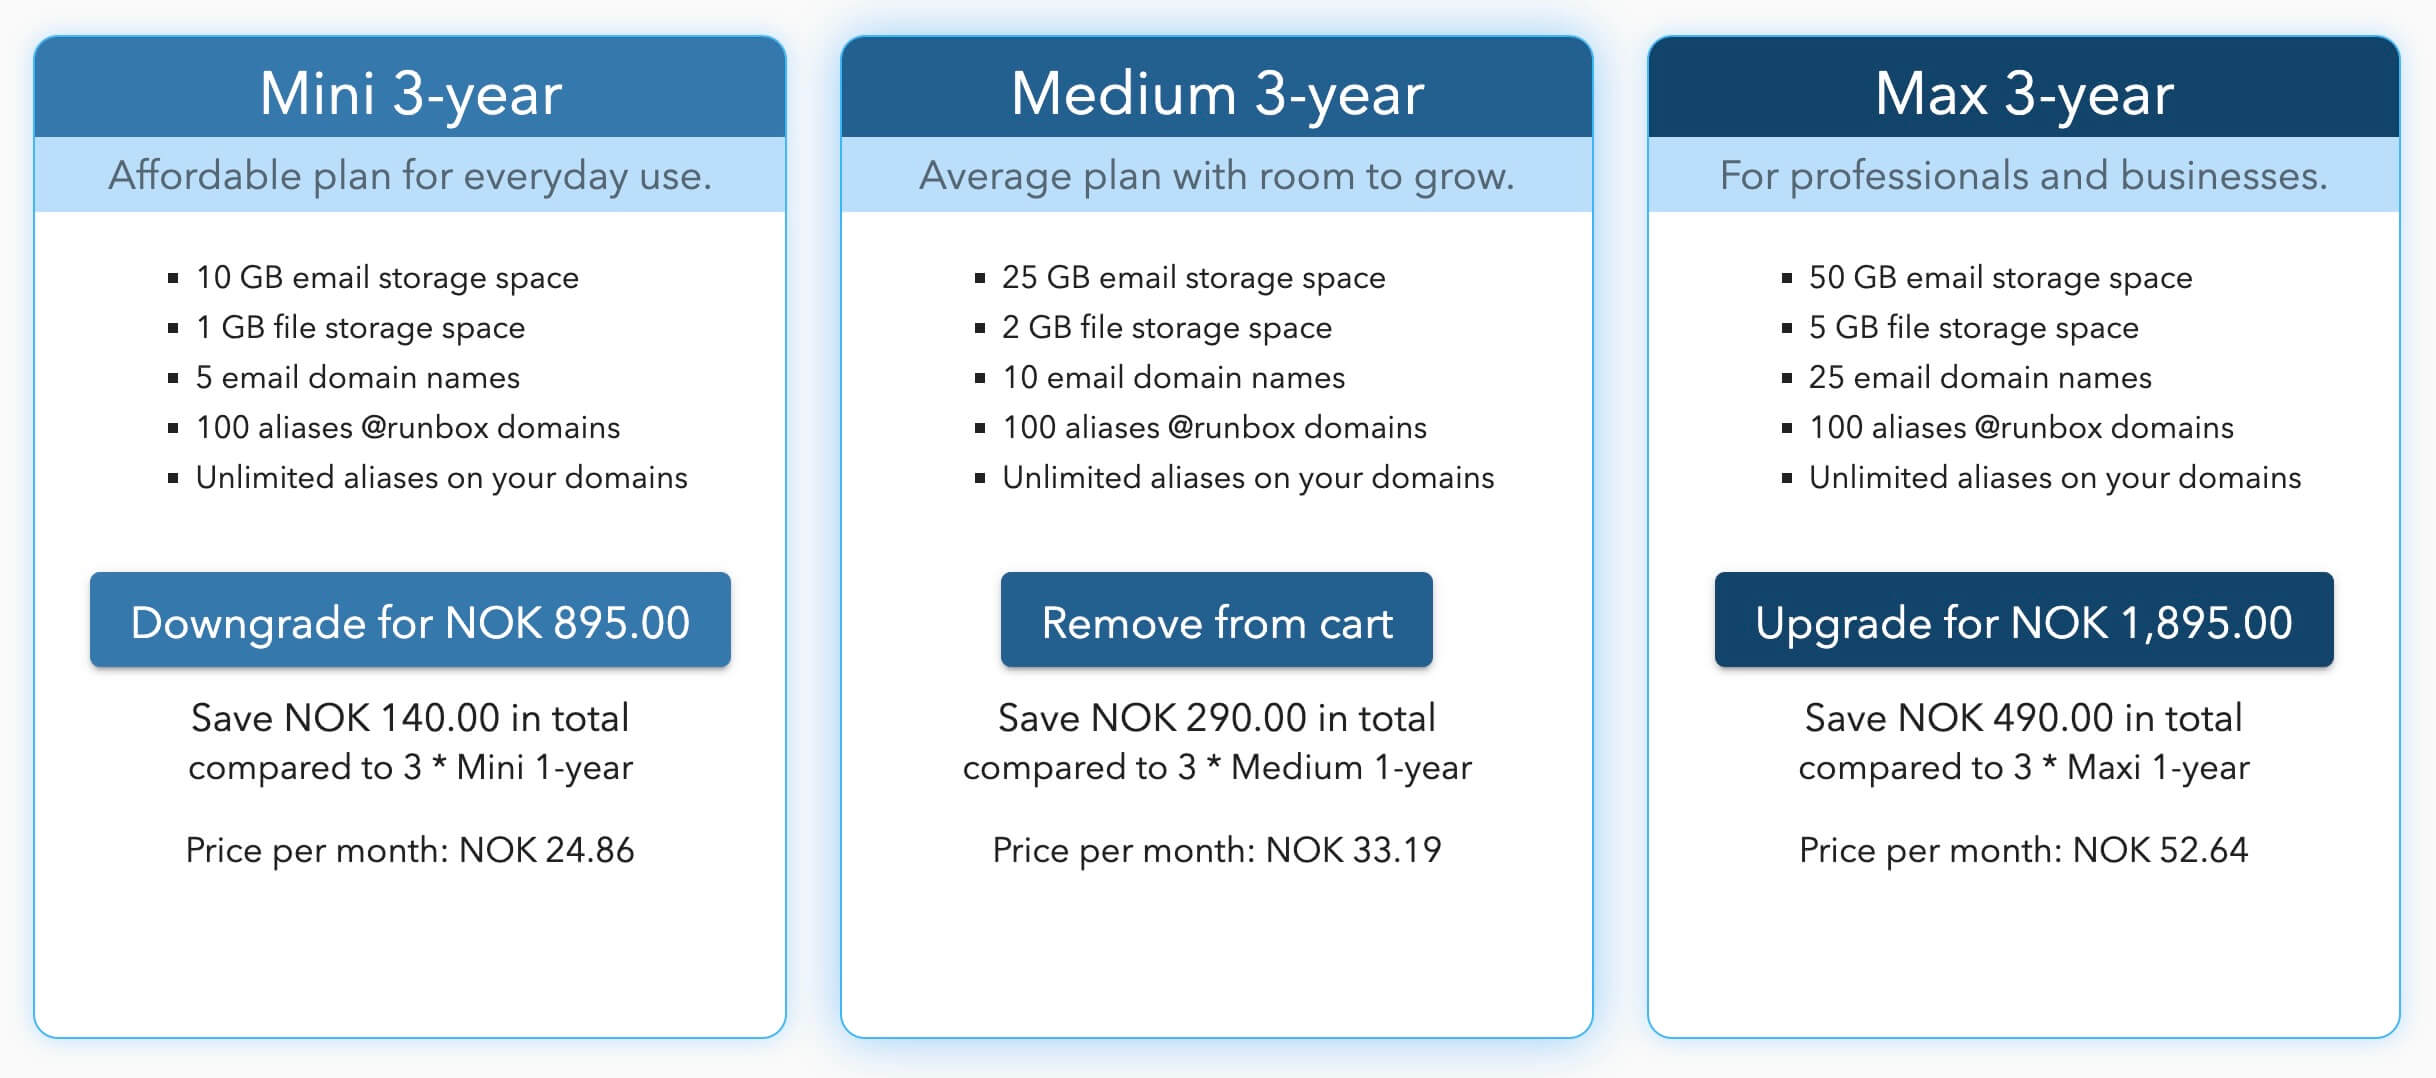 Mini 3-year
Affordable plan for everyday use.
10 GB email storage space
1 GB file storage space
5 email domain names
100 aliases @runbox domains
Unlimited aliases on your domains
Downgrade for NOK 895.00
Save NOK 140.00 in total
compared to 3 * Mini 1-year
Price per month: NOK 24.86
Medium 3-year
Average plan with room to grow.
25 GB email storage space
2 GB file storage space
10 email domain names
100 aliases @runbox domains
Unlimited aliases on your domains
Remove from cart
Save NOK 290.00 in total
compared to 3 * Medium 1-year
Price per month: NOK 33.19
Max 3-year
For professionals and businesses.
50 GB email storage space
5 GB file storage space
25 email domain names
100 aliases @runbox domains
Unlimited aliases on your domains
Upgrade for NOK 1,895.00
Save NOK 490.00 in total
compared to 3 * Maxi 1-year
Price per month: NOK 52.64